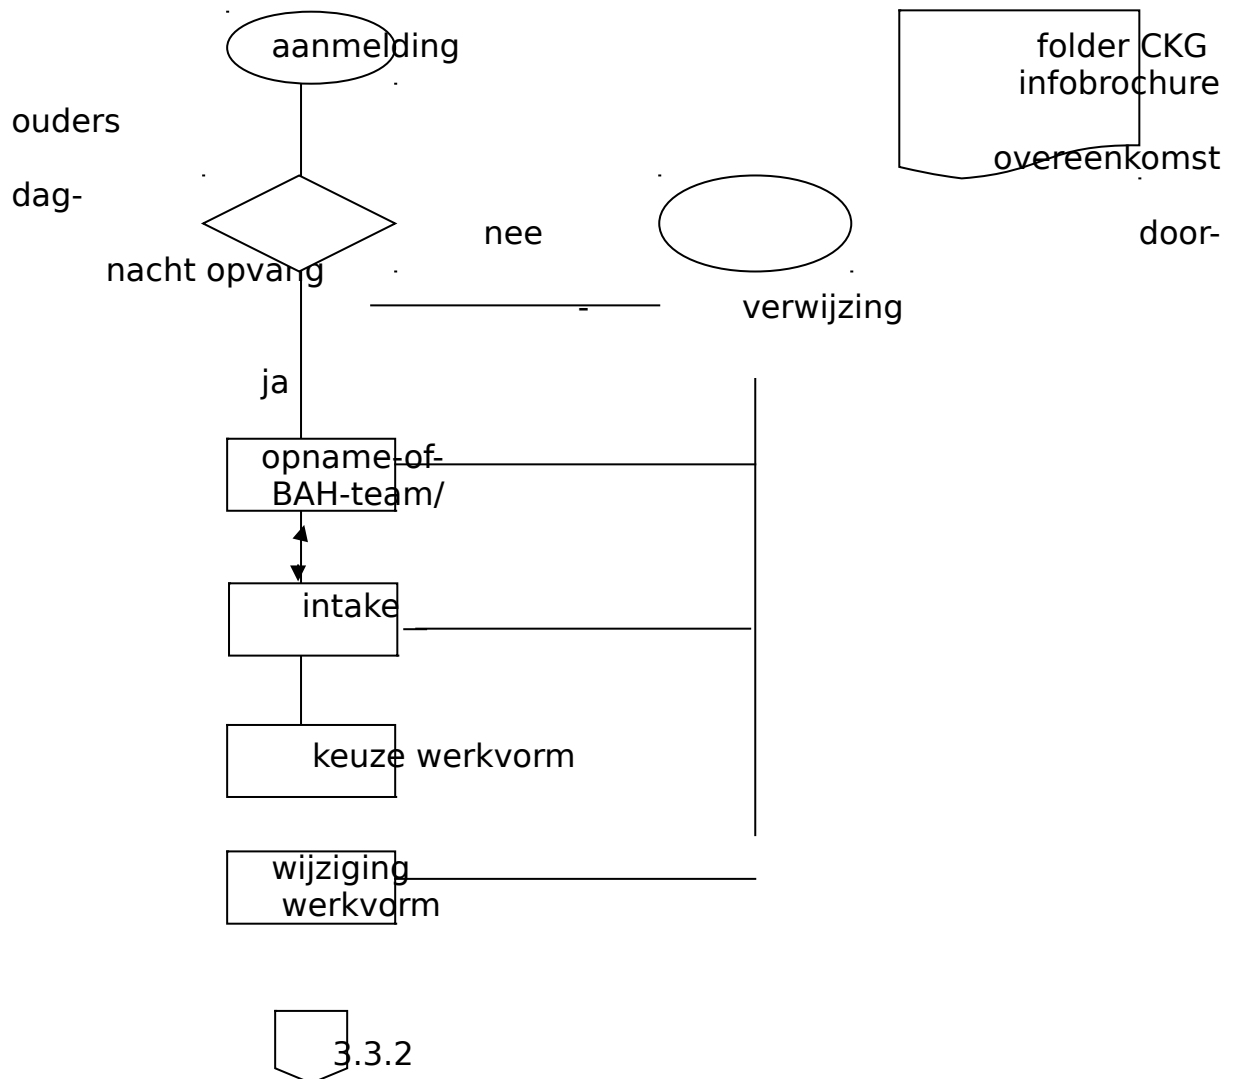 aanmelding folder CKG
infobrochure
ouders
overeenkomst
dag-
nee door-
nacht opvang
- verwijzing
ja
opname-of-
BAH-team/
intake
keuze werkvorm
wijziging
werkvorm
3.3.2